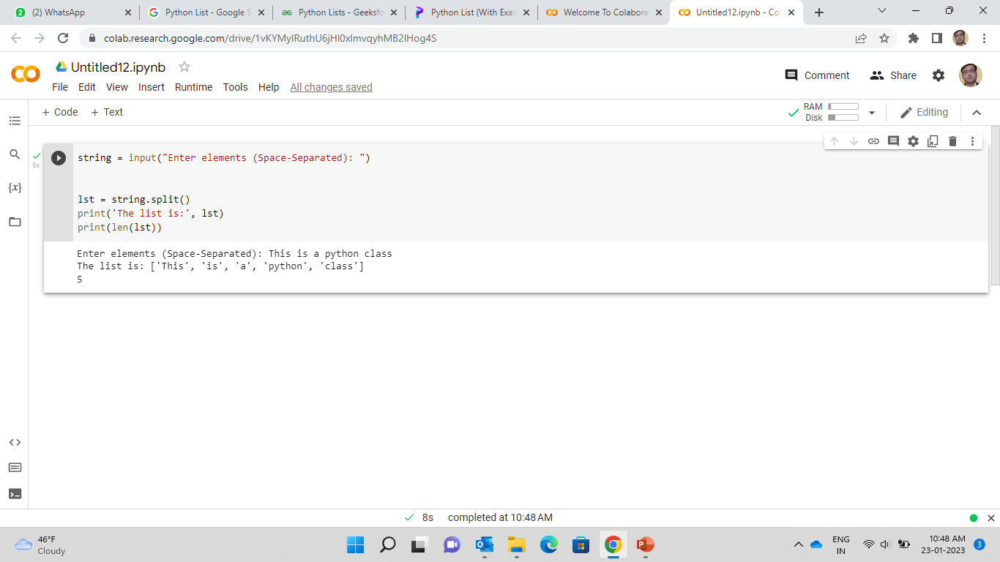 (2) WhatsApp
Python List - Google S
Python Lists - Geeksfo
Python List (With Exam
Welcome To Colabora
Untitled12.ipynb - Col
colab.research.google.com/drive/1vKYMyIRuthU6jHI0xImvqyhMB2IHog4S
Untitled12.ipynb
File Edit View Insert Runtime Tools Help All changes saved
Comment Share
+ Code + Text
RAM
Disk
Editing
8s
string = input("Enter elements (Space-Separated): ")
lst = string.split()
print('The list is:', lst)
print(len(lst))
{x}
Enter elements (Space-Separated): This is a python class
The list is: ['This', 'is', 'a', 'python', 'class']
5
8s completed at 10:48 AM
46°F
Cloudy
ENG
IN
10:48 AM
23-01-2023
3